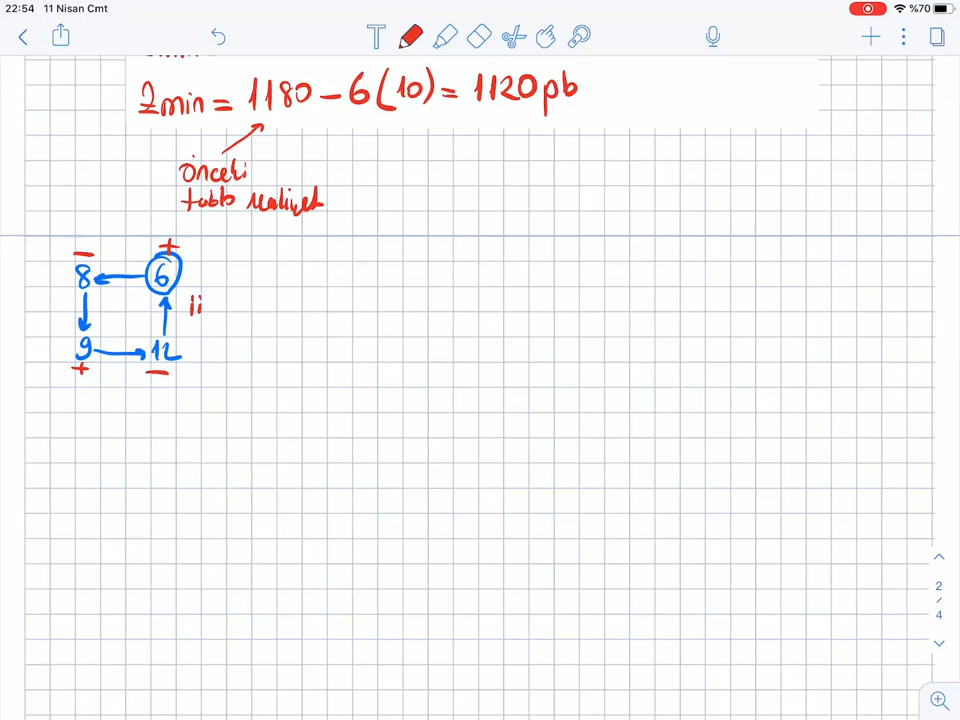 22:54 11 Nisan Cmt %70
T
Zmin = 1180 - 6(10) = 1120 pb
önceki
tablo maliyet
- +
8 6
ıı
9 12
+ -
2
/
4